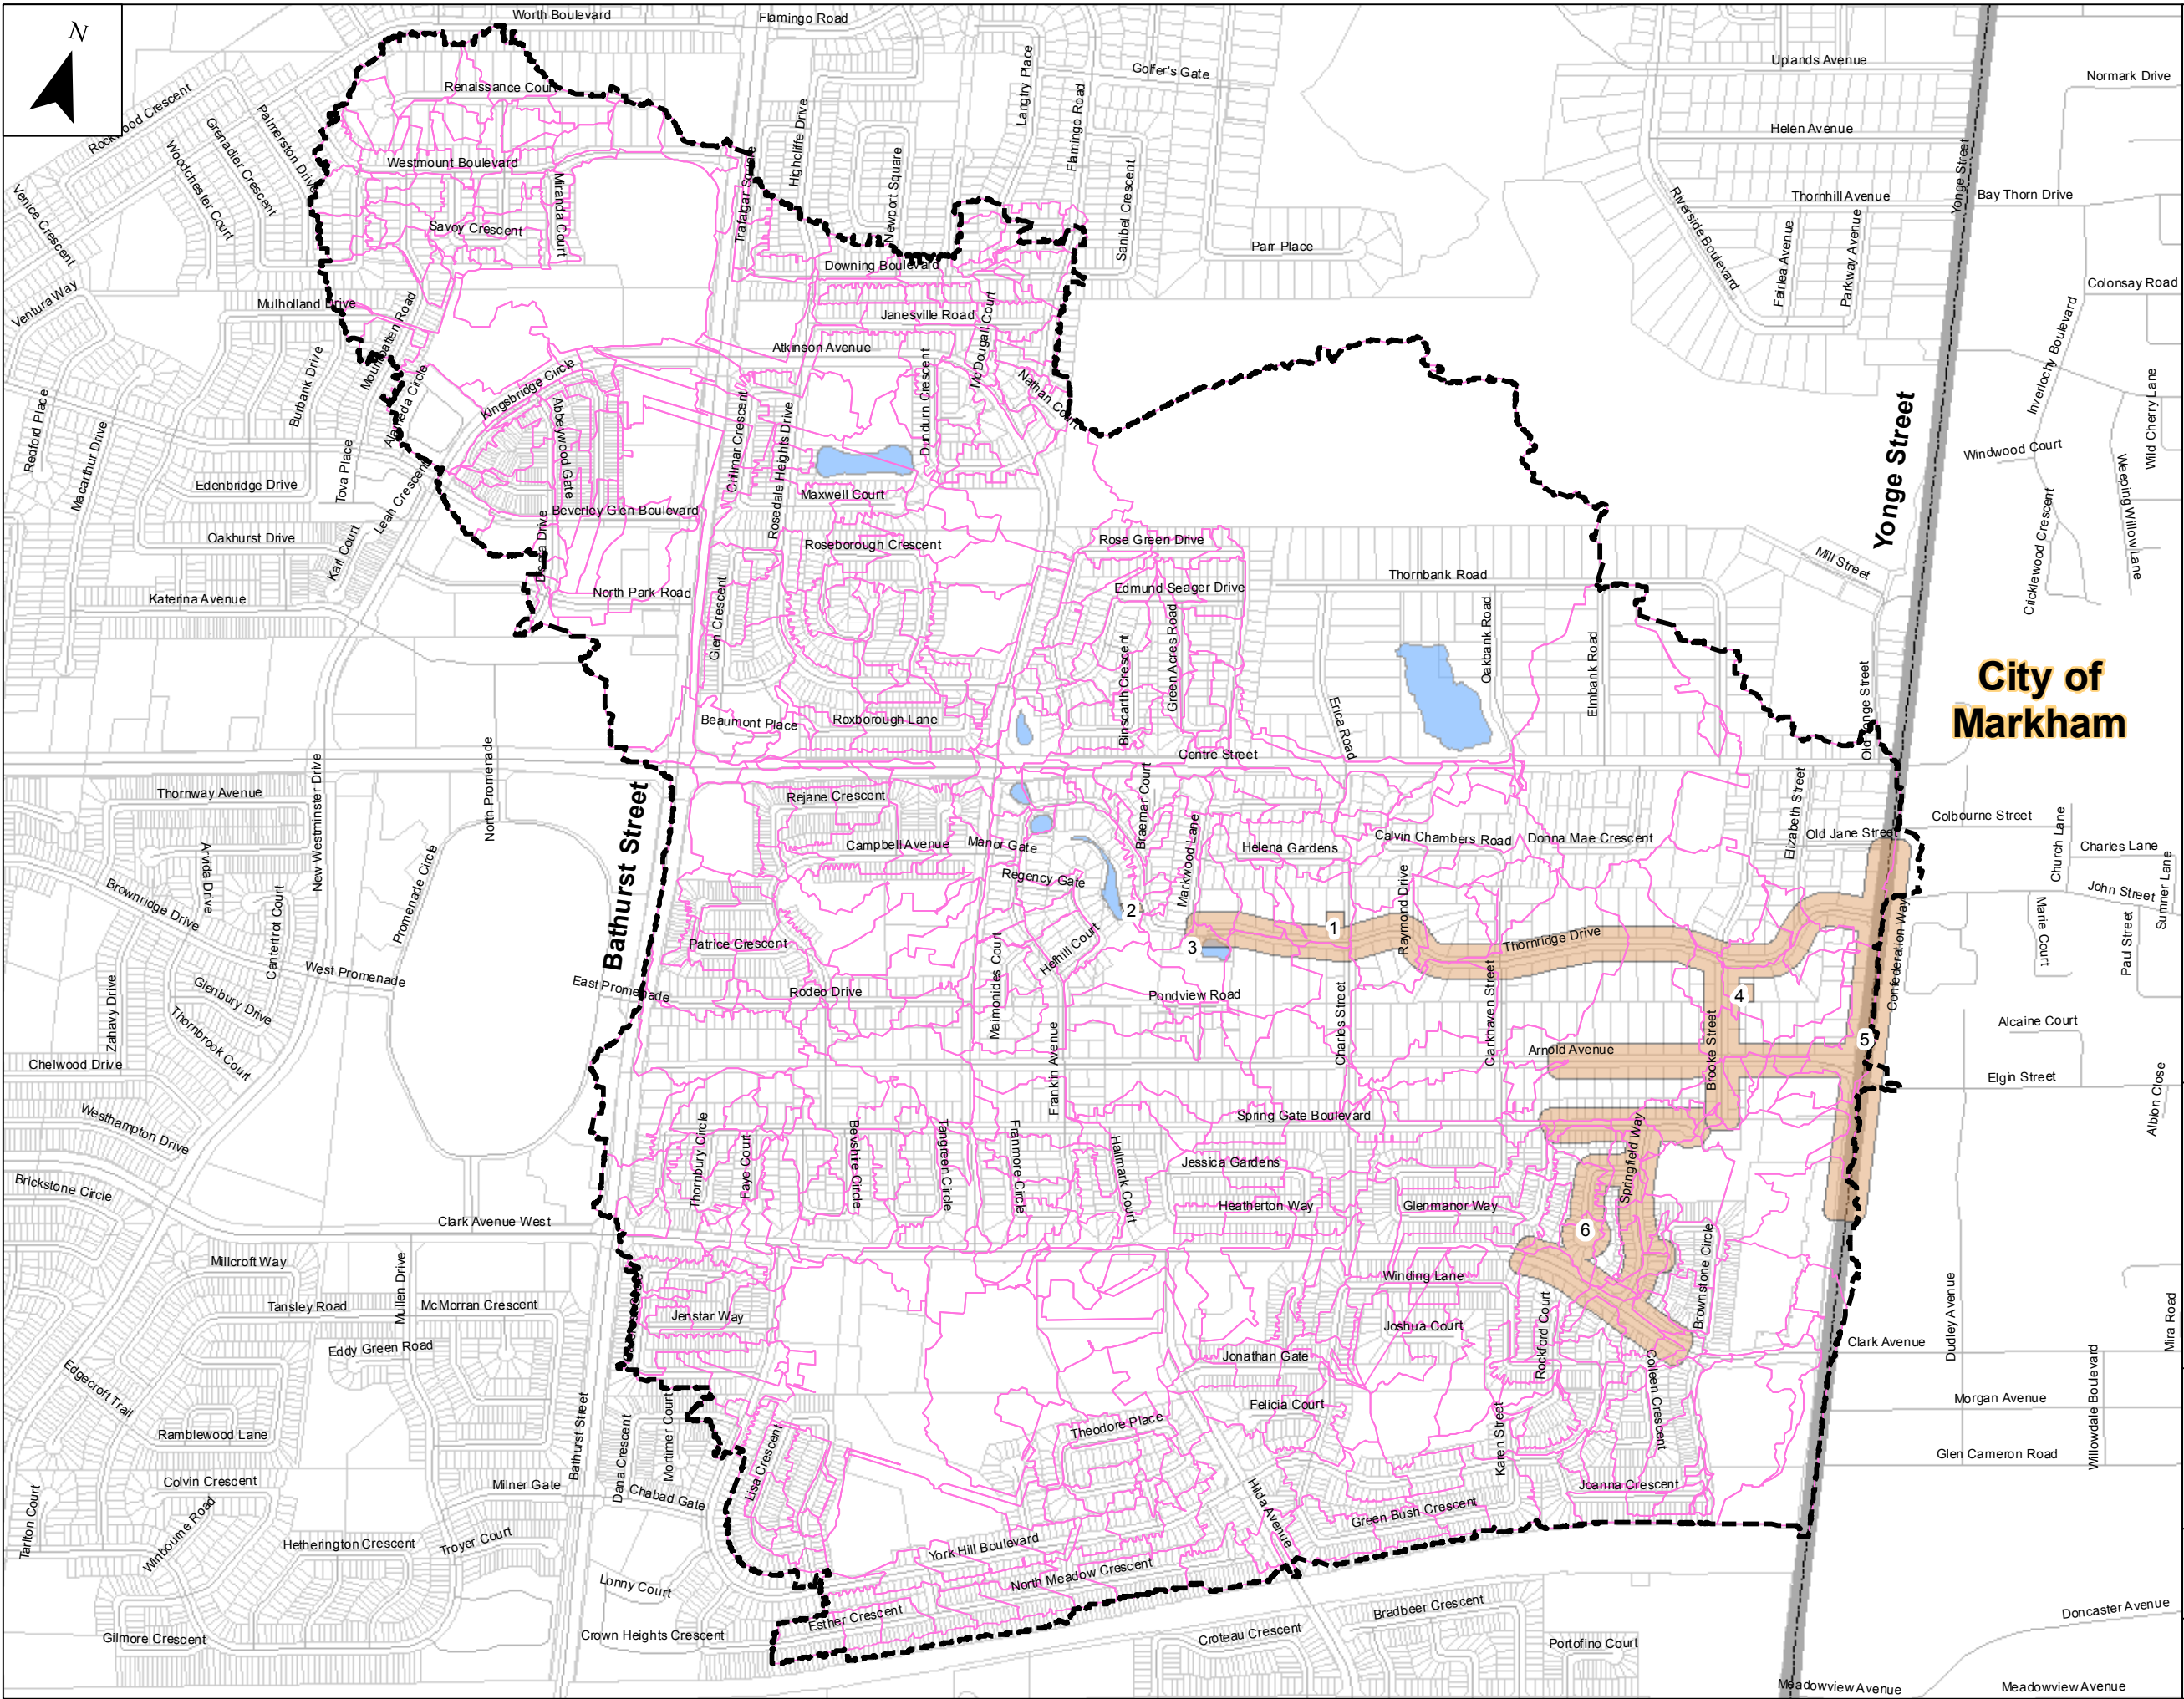 Worth Boulevard
Flamingo Road
N
Uplands Avenue
Normark Drive
Langtry Place
Golfer's Gate
Renaissance Court
Rockwood Crescent
Palmerston Drive
Grenadier Crescent
Woodchester Court
Highcliffe Drive
Flamingo Road
Helen Avenue
Yonge Street
Westmount Boulevard
Miranda Court
Newport Square
Sanibel Crescent
Thornhill Avenue
Bay Thorn Drive
Venice Crescent
Savoy Crescent
Riverside Boulevard
Fairlea Avenue
Parkway Avenue
Parr Place
Downing Boulevard
Colonsay Road
Ventura Way
Mulholland Drive
Mountbatten Road
Janesville Road
McDougall Court
Inverlochy Boulevard
Atkinson Avenue
Burbank Drive
Alameda Circle
Kingsbridge Circle
Nathan Court
Dundurn Crescent
Wild Cherry Lane
Redford Place
Macarthur Drive
Abbeywood Gate
Chilmar Crescent
Rosedale Heights Drive
Yonge Street
Windwood Court
Weeping Willow Lane
Edenbridge Drive
Tova Place
Leah Crescent
Maxwell Court
Beverley Glen Boulevard
Cricklewood Crescent
Oakhurst Drive
Karl Court
Disera Drive
Roseborough Crescent
Rose Green Drive
Mill Street
Thornbank Road
Katerina Avenue
North Park Road
Glen Crescent
Edmund Seager Drive
Green Acres Road
Binscarth Crescent
Oakbank Road
Elmbank Road
Old Yonge Street
City of
Markham
Beaumont Place
Roxborough Lane
Erica Road
Centre Street
North Promenade
New Westminster Drive
Thornway Avenue
Bathurst Street
Rejane Crescent
Braemar Court
Markwood Lane
Elizabeth Street
Colbourne Street
Old Jane Street
Church Lane
Charles Lane
Campbell Avenue
Manor Gate
Helena Gardens
Calvin Chambers Road
Donna Mae Crescent
Arvida Drive
Brownridge Drive
Cantertrot Court
Promenade Circle
Regency Gate
Raymond Drive
John Street
Sumner Lane
2
1
3
Patrice Crescent
Hefhill Court
Thornridge Drive
Confederation Way
Marie Court
Paul Street
West Promenade
East Promenade
Rodeo Drive
Maimonides Court
Pondview Road
Glenbury Drive
Zahavy Drive
Thornbrook Court
4
5
Charles Street
Clarkhaven Street
Brooke Street
Alcaine Court
Chelwood Drive
Franklin Avenue
Arnold Avenue
Elgin Street
Albion Close
Westhampton Drive
Spring Gate Boulevard
Thornbury Circle
Faye Court
Bevshire Circle
Tangreen Circle
Franmore Circle
Hallmark Court
Jessica Gardens
Springfield Way
Brickstone Circle
Clark Avenue West
Heatherton Way
Glenmanor Way
6
Brownstone Circle
Millcroft Way
Mullen Drive
Tansley Road
McMorran Crescent
Jenstar Way
Winding Lane
Rockford Court
Joshua Court
Dudley Avenue
Mira Road
Eddy Green Road
Jonathan Gate
Colleen Crescent
Clark Avenue
Willowdale Boulevard
Edgecroft Trail
Bathurst Street
Dana Crescent
Mortimer Court
Felicia Court
Morgan Avenue
Ramblewood Lane
Theodore Place
Karen Street
Glen Cameron Road
Colvin Crescent
Milner Gate
Chabad Gate
Lisa Crescent
Hilda Avenue
Joanna Crescent
Green Bush Crescent
Tarlton Court
Winbourne Road
Hetherington Crescent
Troyer Court
York Hill Boulevard
North Meadow Crescent
Lonny Court
Esther Crescent
Bradbeer Crescent
Doncaster Avenue
Gilmore Crescent
Crown Heights Crescent
Croteau Crescent
Portofino Court
Meadowview Avenue
Meadowview Avenue